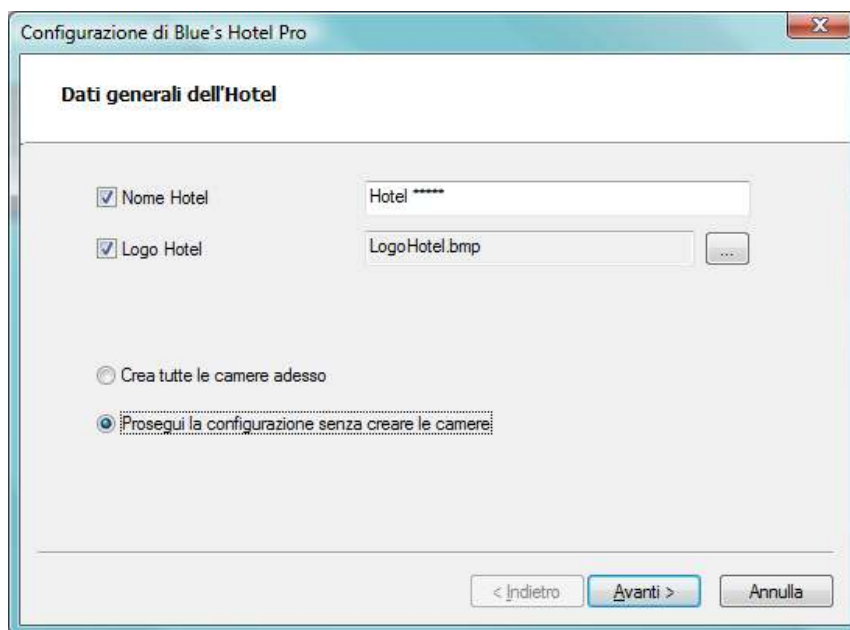 Configurazione di Blue's Hotel Pro
Dati generali dell'Hotel
Nome Hotel
Hotel *****
Logo Hotel
LogoHotel.bmp
...
Crea tutte le camere adesso
Prosegui la configurazione senza creare le camere
< Indietro
Avanti >
Annulla